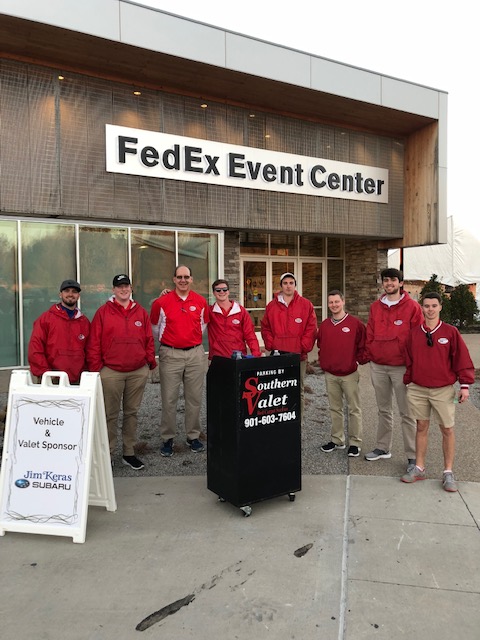 FedEx Event Center
PARKING BY
Southern
Valet
901-603-7604
Vehicle &
Valet Sponsor
Jim Keras
SUBARU